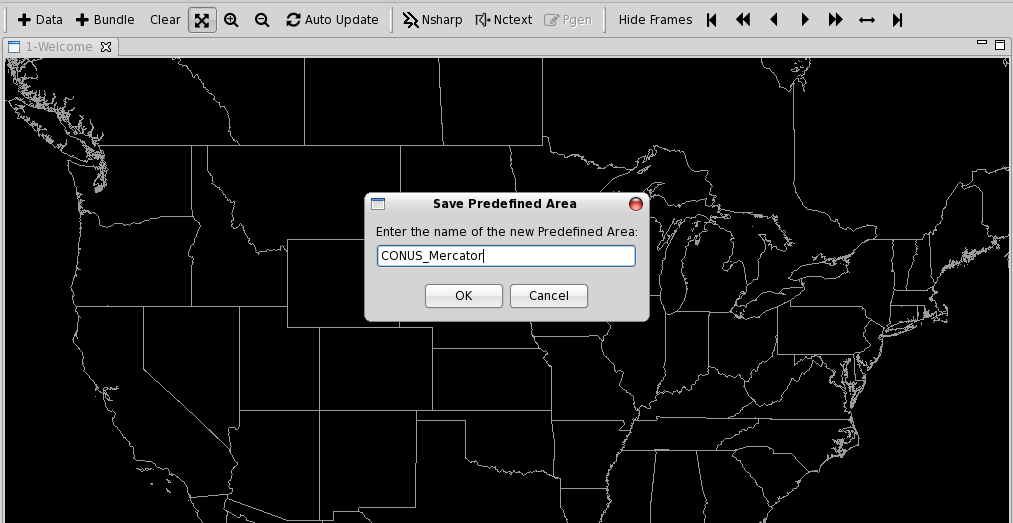 Data Bundle Clear Auto Update Nsharp Nctext Pgen Hide Frames
1-Welcome
Save Predefined Area
Enter the name of the new Predefined Area:
CONUS_Mercator
OK Cancel